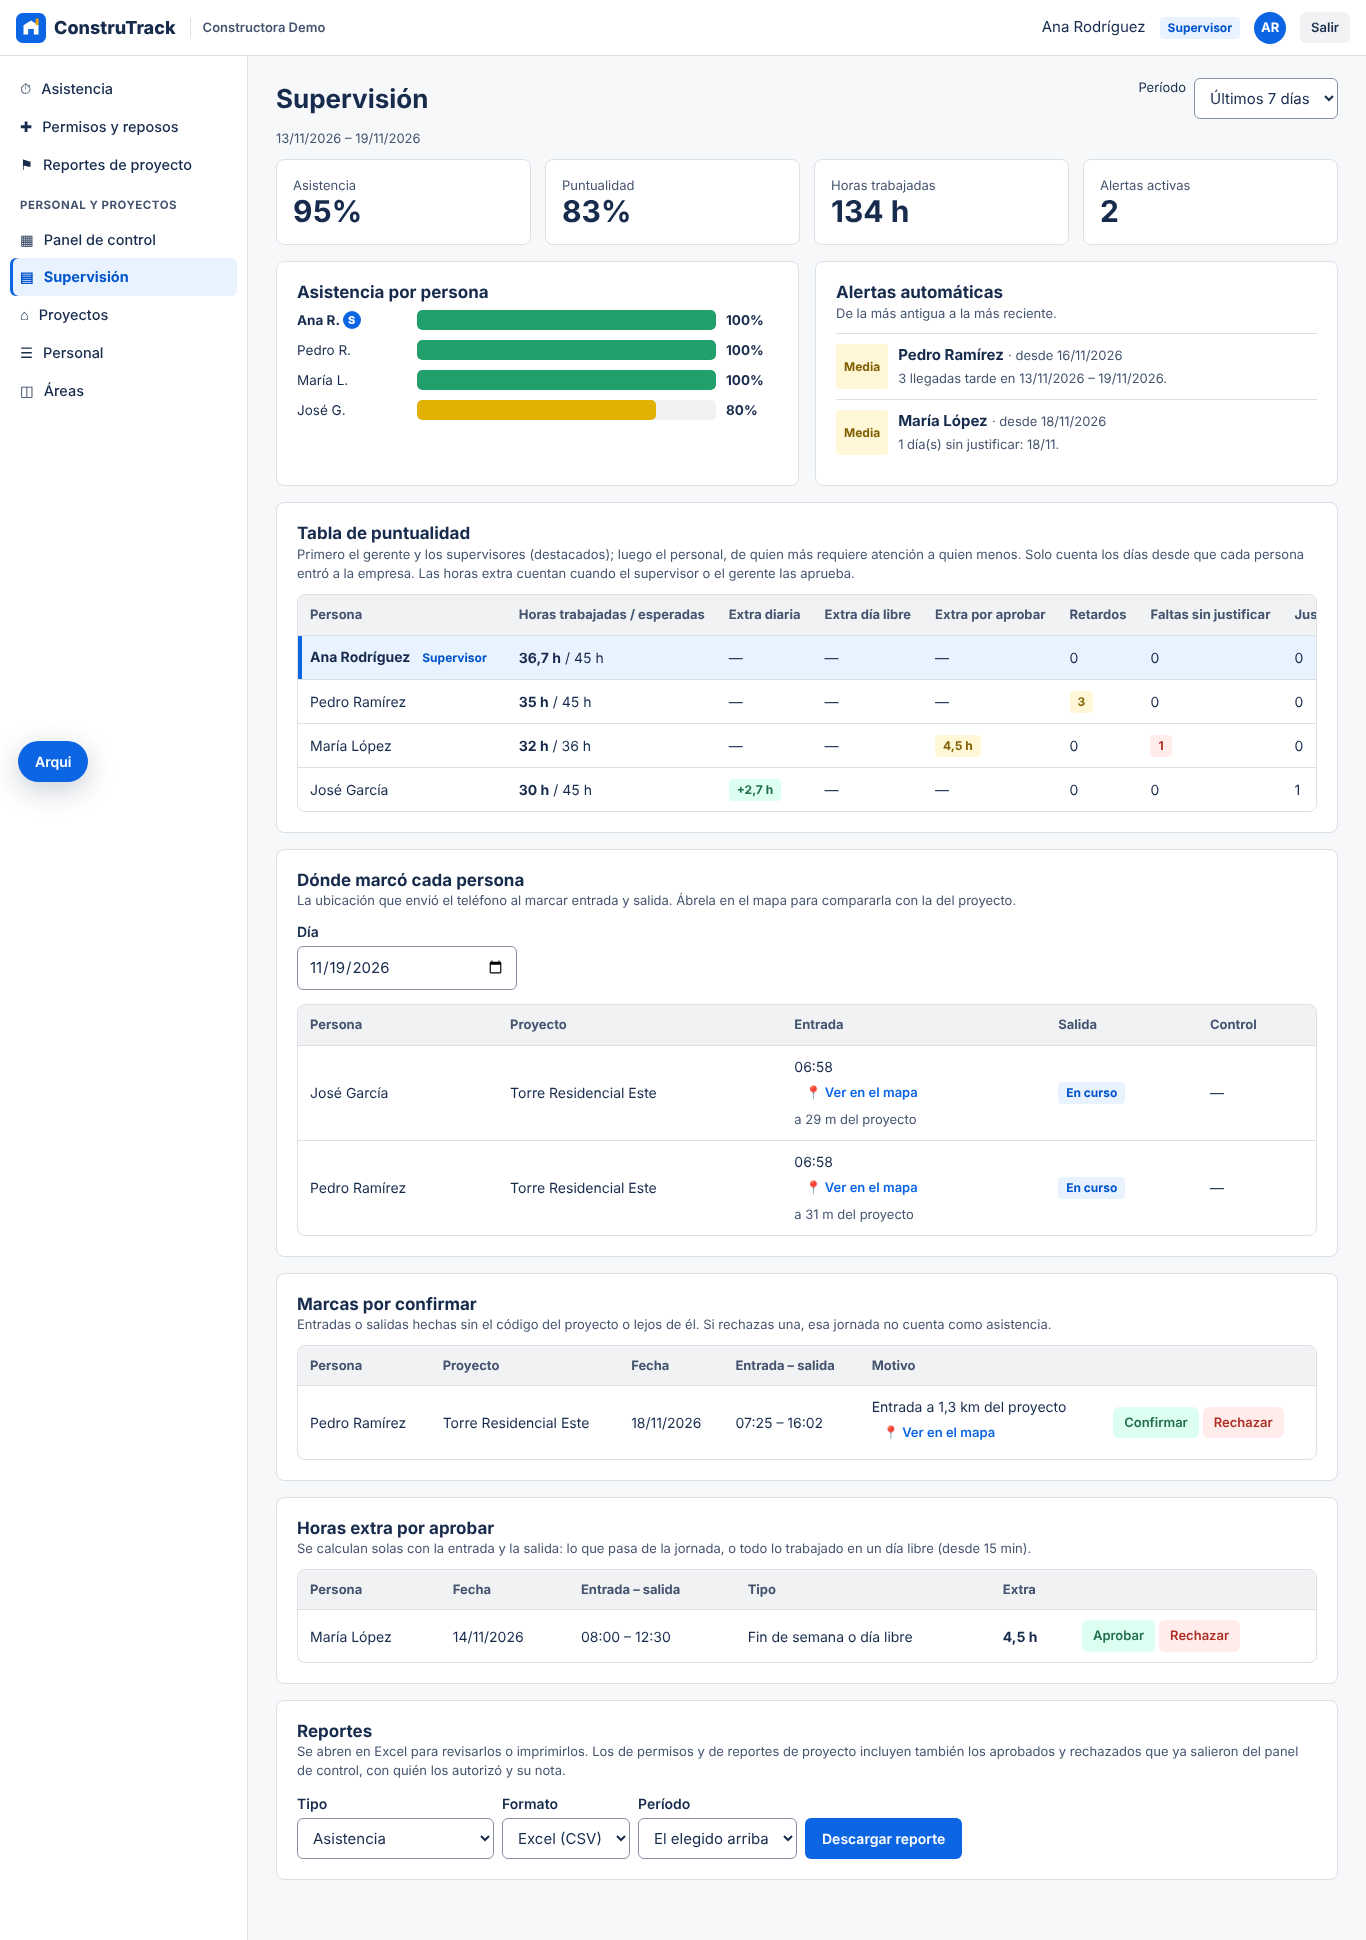 ConstruTrack
Constructora Demo
Ana Rodríguez
Supervisor
AR
Salir
Asistencia
Permisos y reposos
Reportes de proyecto
PERSONAL Y PROYECTOS
Panel de control
Supervisión
Proyectos
Personal
Áreas
Arqui
Supervisión
Período
Últimos 7 días
13/11/2026 – 19/11/2026
Asistencia
95%
Puntualidad
83%
Horas trabajadas
134 h
Alertas activas
2
Asistencia por persona
Ana R. S 100%
Pedro R. 100%
María L. 100%
José G. 80%
Alertas automáticas
De la más antigua a la más reciente.
Media
Pedro Ramírez · desde 16/11/2026
3 llegadas tarde en 13/11/2026 – 19/11/2026.
Media
María López · desde 18/11/2026
1 día(s) sin justificar: 18/11.
Tabla de puntualidad
Primero el gerente y los supervisores (destacados); luego el personal, de quien más requiere atención a quien menos. Solo cuenta los días desde que cada persona
entró a la empresa. Las horas extra cuentan cuando el supervisor o el gerente las aprueba.
Persona Horas trabajadas / esperadas Extra diaria Extra día libre Extra por aprobar Retardos Faltas sin justificar Jus
Ana Rodríguez Supervisor 36,7 h / 45 h — — — 0 0 0
Pedro Ramírez 35 h / 45 h — — — 3 0 0
María López 32 h / 36 h — — 4,5 h 0 1 0
José García 30 h / 45 h +2,7 h — — 0 0 1
Dónde marcó cada persona
La ubicación que envió el teléfono al marcar entrada y salida. Ábrela en el mapa para compararla con la del proyecto.
Día
11/19/2026
Persona Proyecto Entrada Salida Control
06:58
José García Torre Residencial Este 📍 Ver en el mapa En curso —
a 29 m del proyecto
06:58
Pedro Ramírez Torre Residencial Este 📍 Ver en el mapa En curso —
a 31 m del proyecto
Marcas por confirmar
Entradas o salidas hechas sin el código del proyecto o lejos de él. Si rechazas una, esa jornada no cuenta como asistencia.
Persona Proyecto Fecha Entrada – salida Motivo
Pedro Ramírez Torre Residencial Este 18/11/2026 07:25 – 16:02 Entrada a 1,3 km del proyecto
📍 Ver en el mapa
Confirmar Rechazar
Horas extra por aprobar
Se calculan solas con la entrada y la salida: lo que pasa de la jornada, o todo lo trabajado en un día libre (desde 15 min).
Persona Fecha Entrada – salida Tipo Extra
María López 14/11/2026 08:00 – 12:30 Fin de semana o día libre 4,5 h Aprobar Rechazar
Reportes
Se abren en Excel para revisarlos o imprimirlos. Los de permisos y de reportes de proyecto incluyen también los aprobados y rechazados que ya salieron del panel
de control, con quién los autorizó y su nota.
Tipo Formato Período
Asistencia Excel (CSV) El elegido arriba Descargar reporte